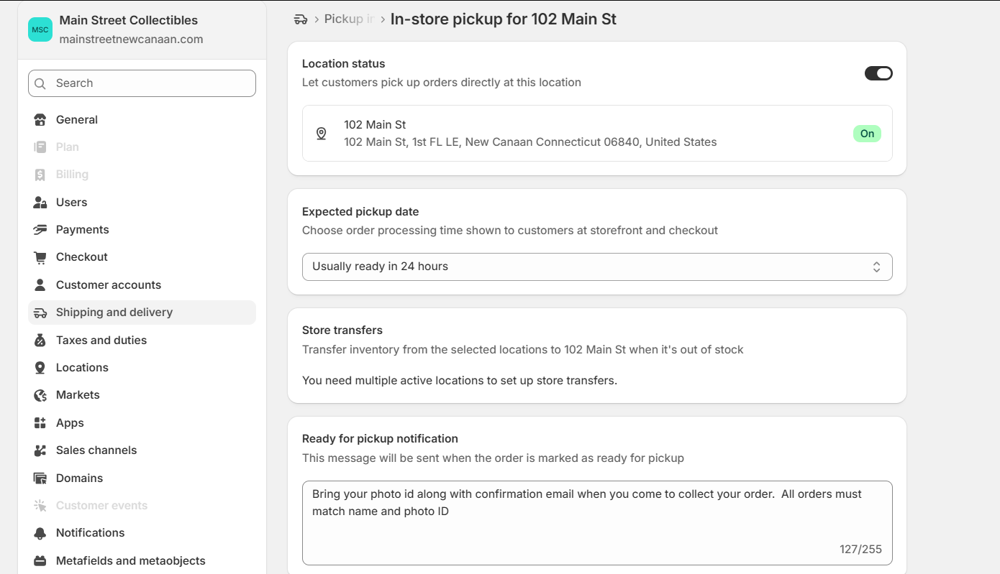 MSC
Main Street Collectibles
mainstreetnewcanaan.com
Search
General
Plan
Billing
Users
Payments
Checkout
Customer accounts
Shipping and delivery
Taxes and duties
Locations
Markets
Apps
Sales channels
Domains
Customer events
Notifications
Metafields and metaobjects
Pickup in › In-store pickup for 102 Main St
Location status
Let customers pick up orders directly at this location
102 Main St
102 Main St, 1st FL LE, New Canaan Connecticut 06840, United States
On
Expected pickup date
Choose order processing time shown to customers at storefront and checkout
Usually ready in 24 hours
Store transfers
Transfer inventory from the selected locations to 102 Main St when it's out of stock
You need multiple active locations to set up store transfers.
Ready for pickup notification
This message will be sent when the order is marked as ready for pickup
Bring your photo id along with confirmation email when you come to collect your order.  All orders must
match name and photo ID
127/255